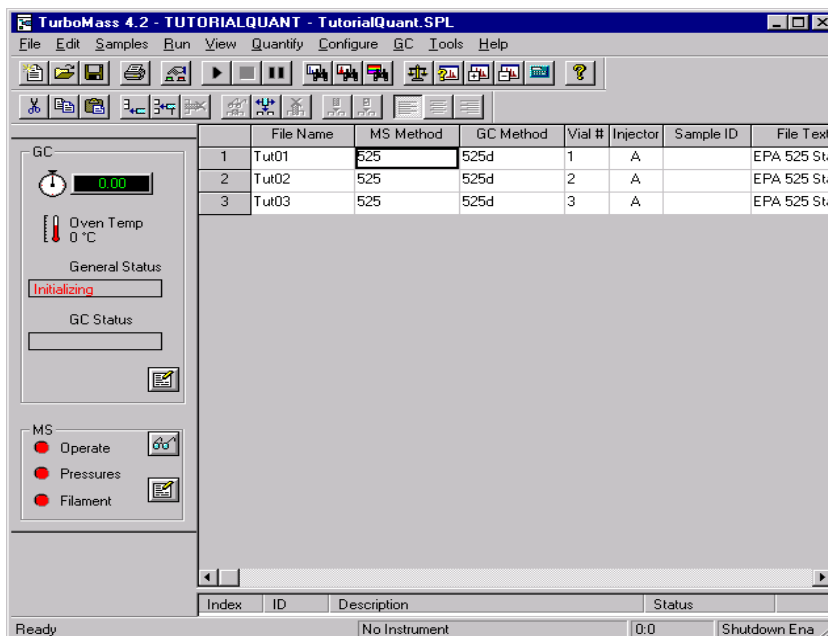 TurboMass 4.2 - TUTORIALQUANT - TutorialQuant.SPL
File Edit Samples Run View Quantify Configure GC Tools Help
File Name MS Method GC Method Vial # Injector Sample ID File Text
1 Tut01 525 525d 1 A EPA 525 Sta
2 Tut02 525 525d 2 A EPA 525 Sta
3 Tut03 525 525d 3 A EPA 525 Sta
GC
0.00
Oven Temp
0 °C
General Status
Initializing
GC Status
MS
Operate
Pressures
Filament
Index ID Description Status
Ready No Instrument 0:0 Shutdown Ena